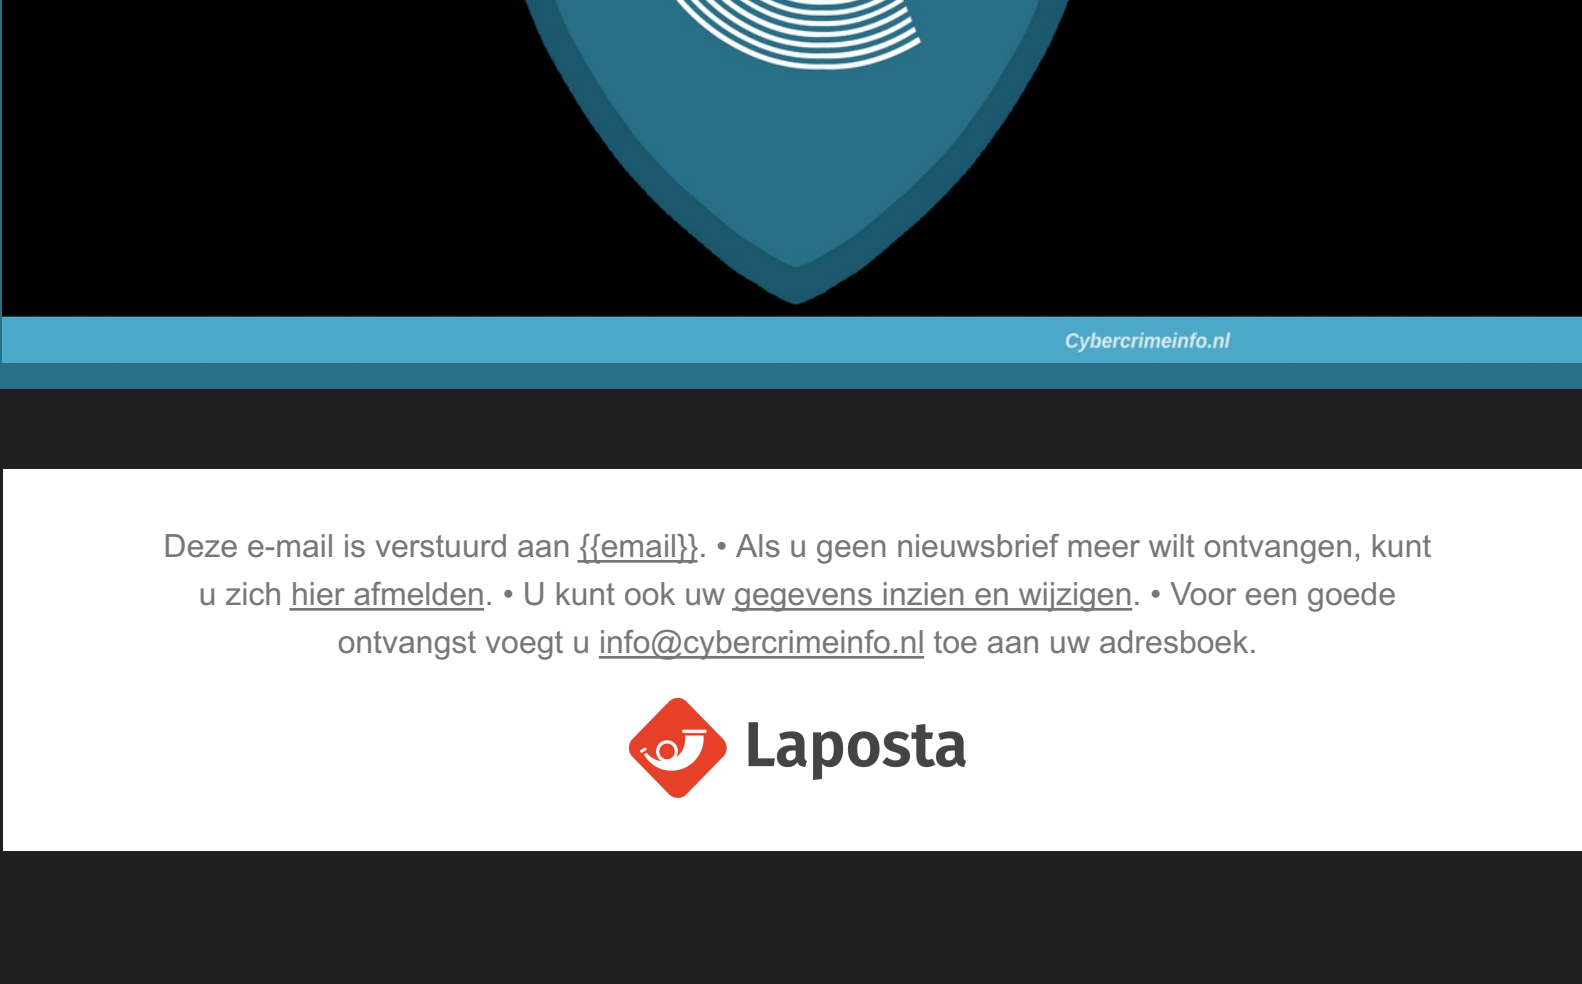 Cybercrimeinfo.nl
Deze e-mail is verstuurd aan {{email}}. • Als u geen nieuwsbrief meer wilt ontvangen, kunt
u zich hier afmelden. • U kunt ook uw gegevens inzien en wijzigen. • Voor een goede
ontvangst voegt u info@cybercrimeinfo.nl toe aan uw adresboek.
Laposta